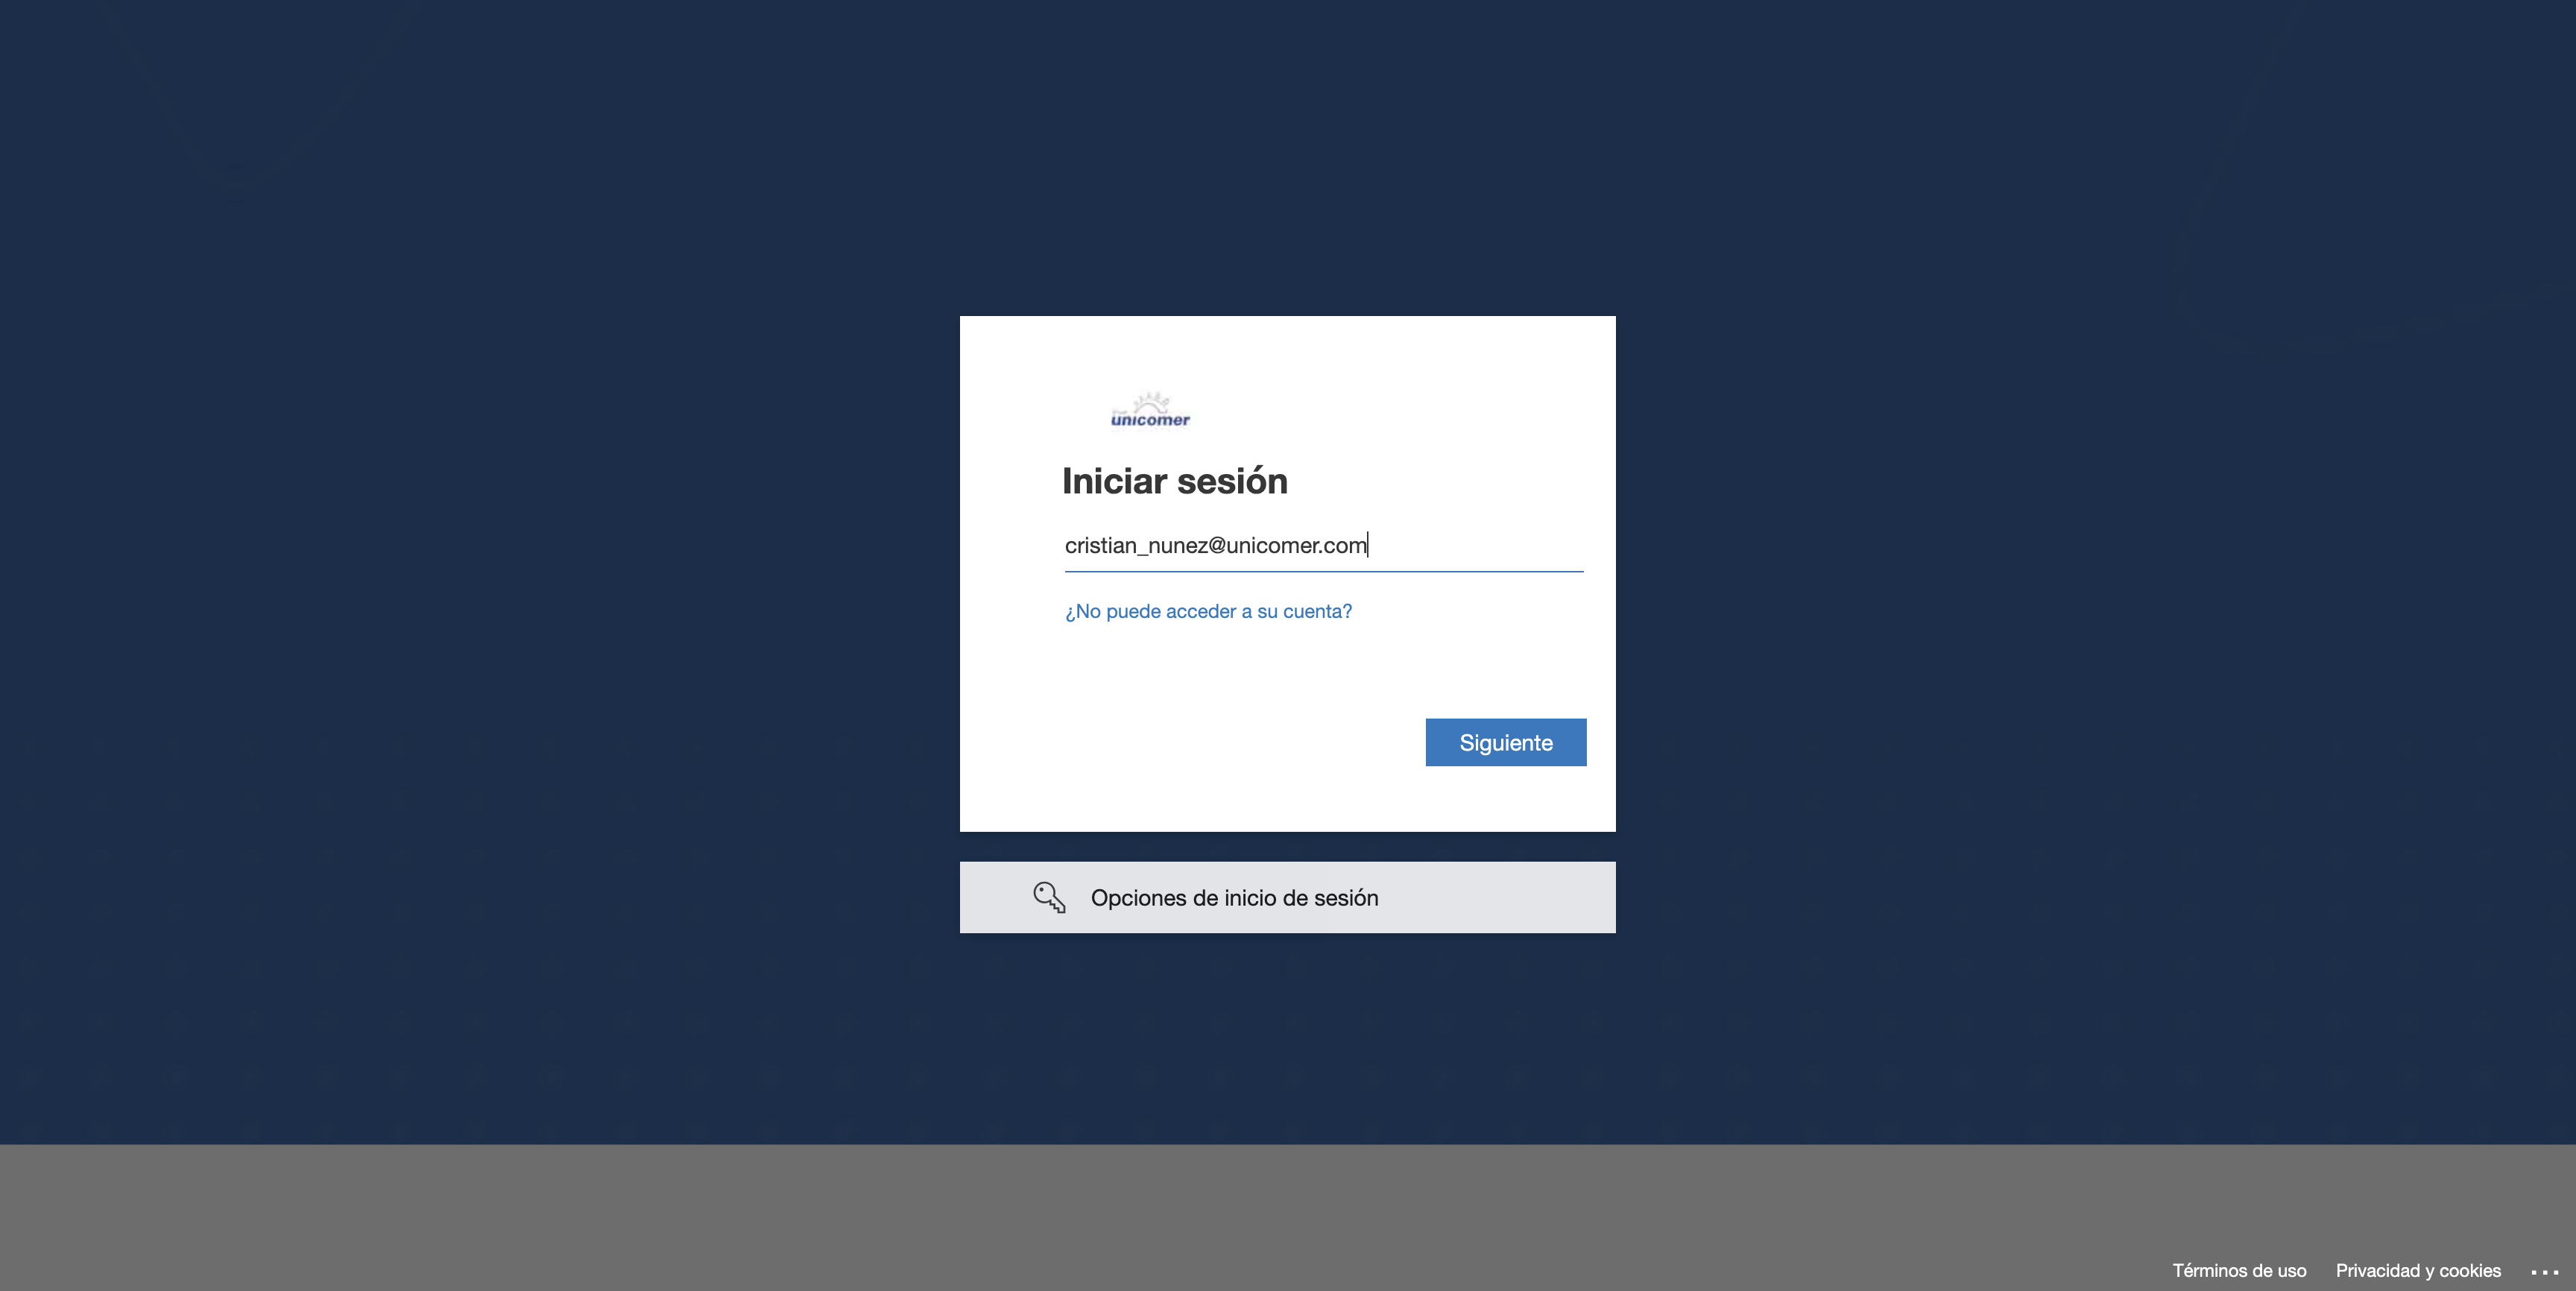 unicomer
Iniciar sesión
cristian_nunez@unicomer.com
¿No puede acceder a su cuenta?
Siguiente
Opciones de inicio de sesión
Términos de uso Privacidad y cookies ...